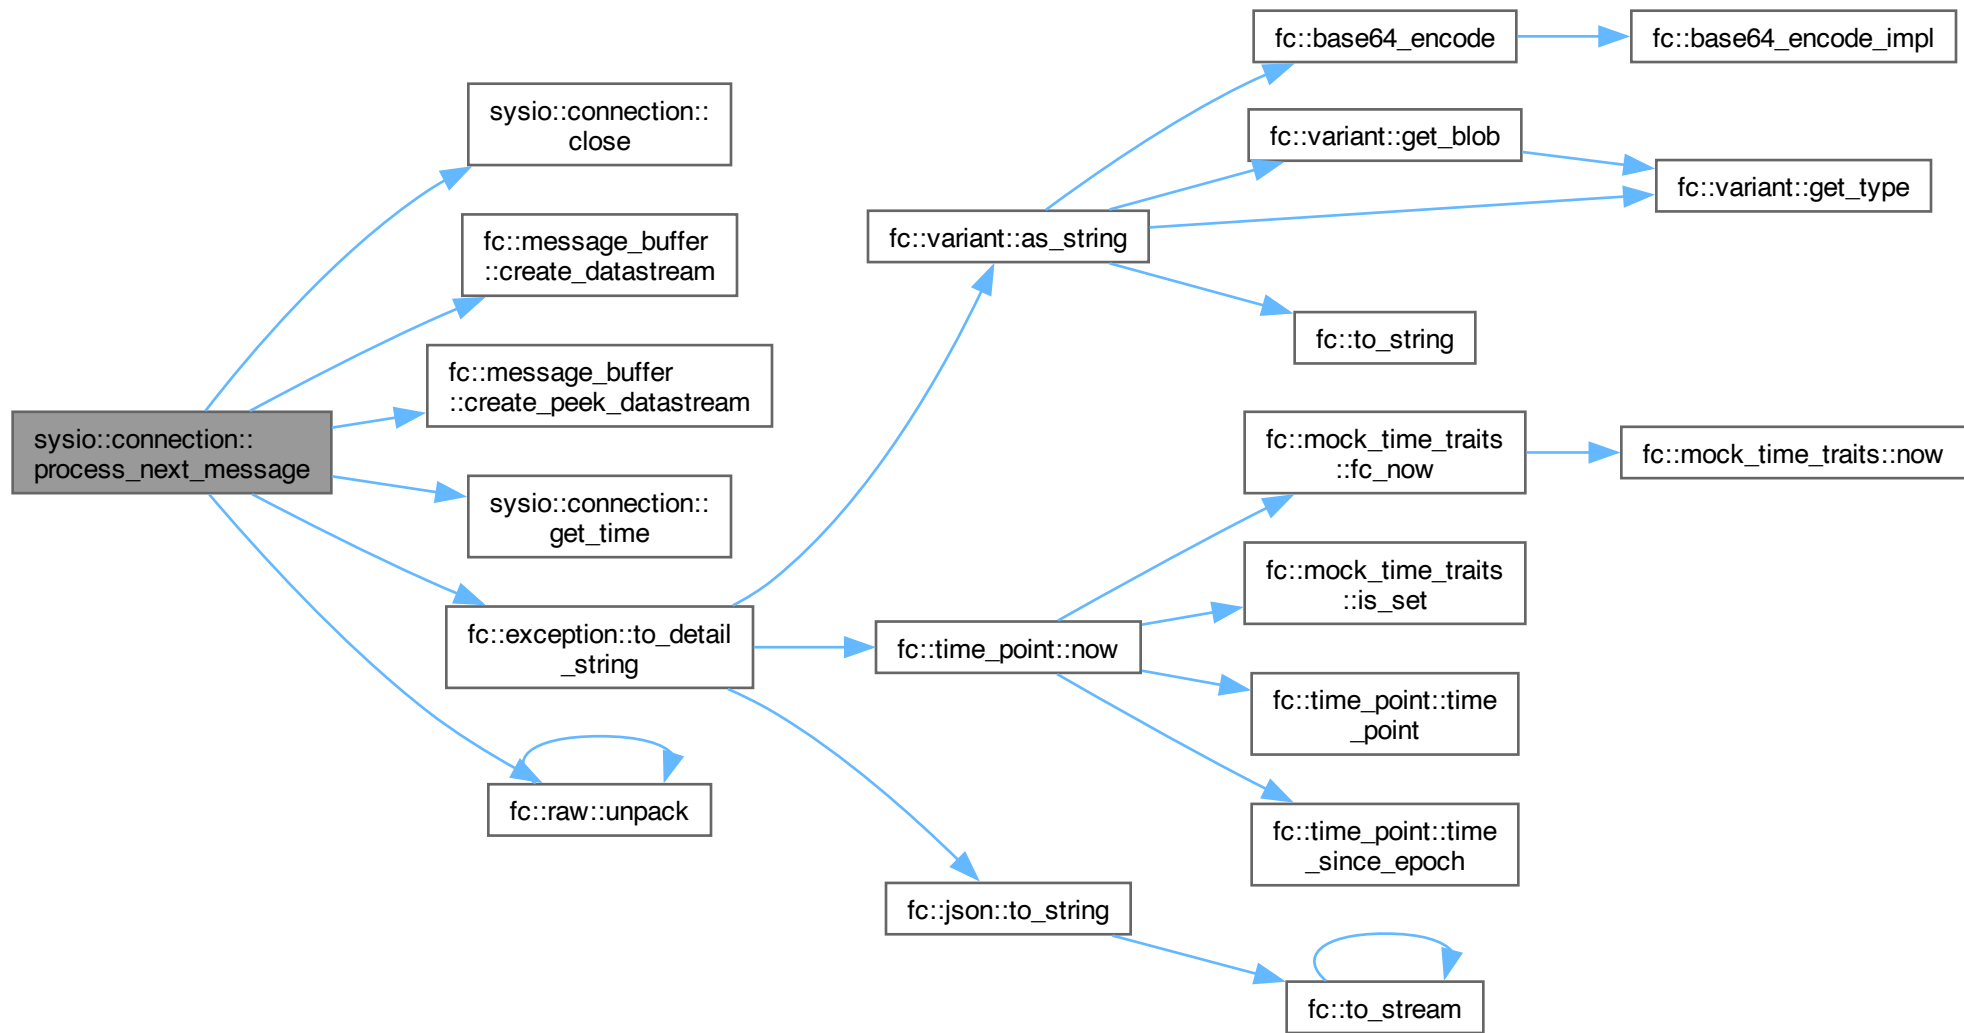 sysio::connection::
process_next_message
sysio::connection::
close
fc::message_buffer
::create_datastream
fc::message_buffer
::create_peek_datastream
sysio::connection::
get_time
fc::exception::to_detail
_string
fc::raw::unpack
fc::variant::as_string
fc::time_point::now
fc::json::to_string
fc::base64_encode
fc::variant::get_blob
fc::to_string
fc::mock_time_traits
::fc_now
fc::mock_time_traits
::is_set
fc::time_point::time
_point
fc::time_point::time
_since_epoch
fc::to_stream
fc::base64_encode_impl
fc::variant::get_type
fc::mock_time_traits::now